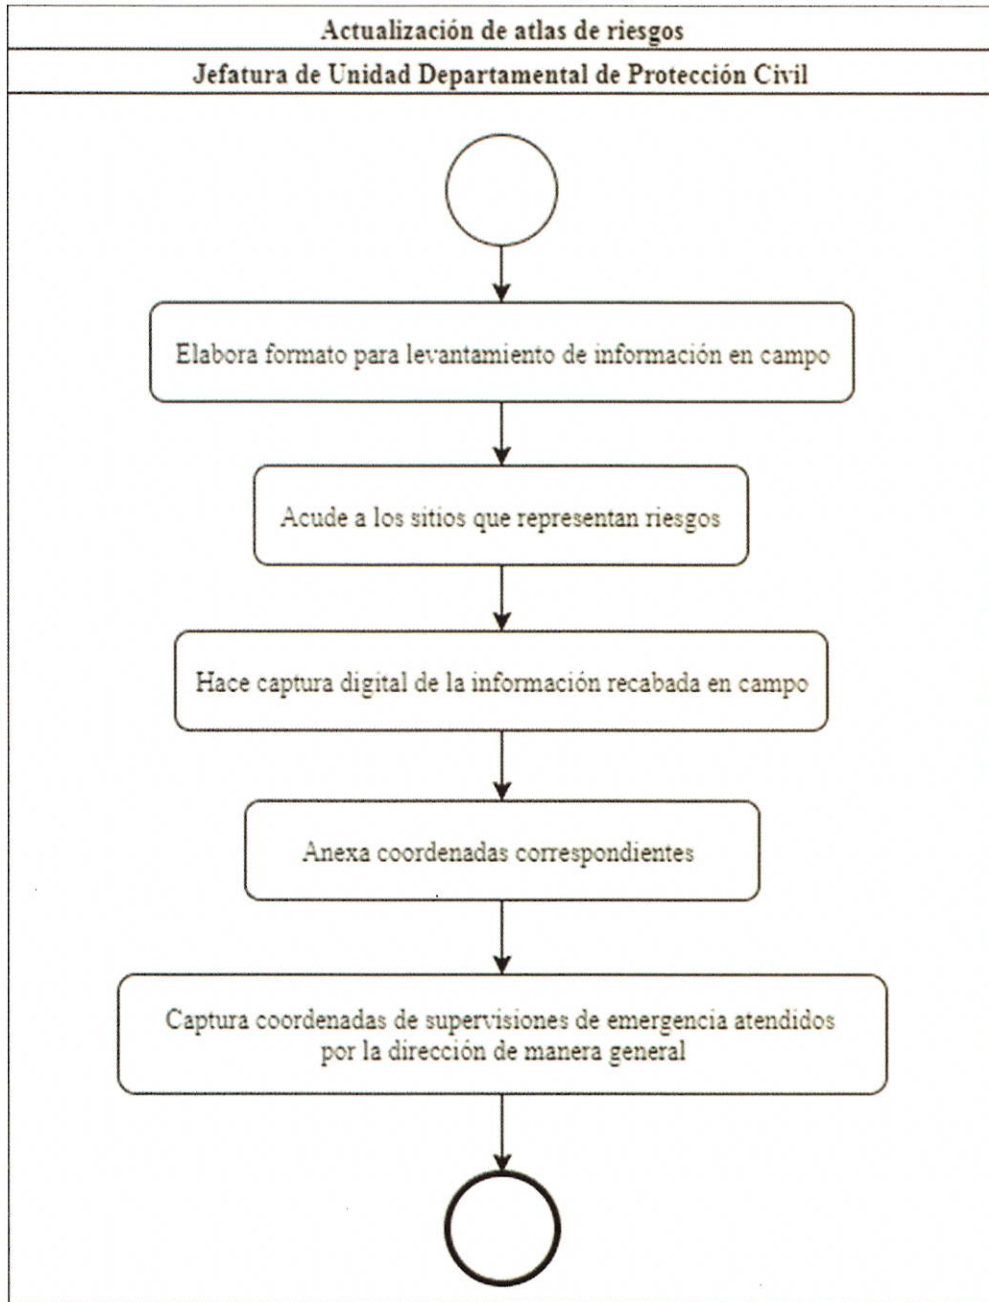 Actualización de atlas de riesgos
Jefatura de Unidad Departamental de Protección Civil
Elabora formato para levantamiento de información en campo
Acude a los sitios que representan riesgos
Hace captura digital de la información recabada en campo
Anexa coordenadas correspondientes
Captura coordenadas de supervisiones de emergencia atendidos
por la dirección de manera general